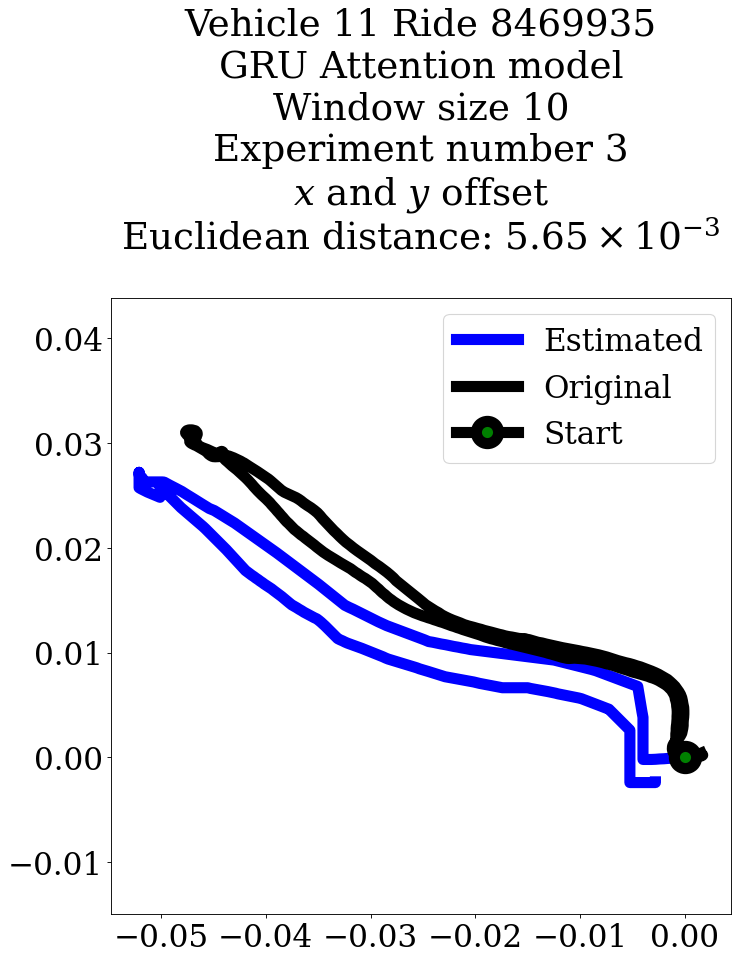 Vehicle 11 Ride 8469935
GRU Attention model
Window size 10
Experiment number 3
x and y offset
Euclidean distance: 5.65 × 10⁻³
Estimated
Original
Start
0.04
0.03
0.02
0.01
0.00
−0.01
−0.05 −0.04 −0.03 −0.02 −0.01 0.00